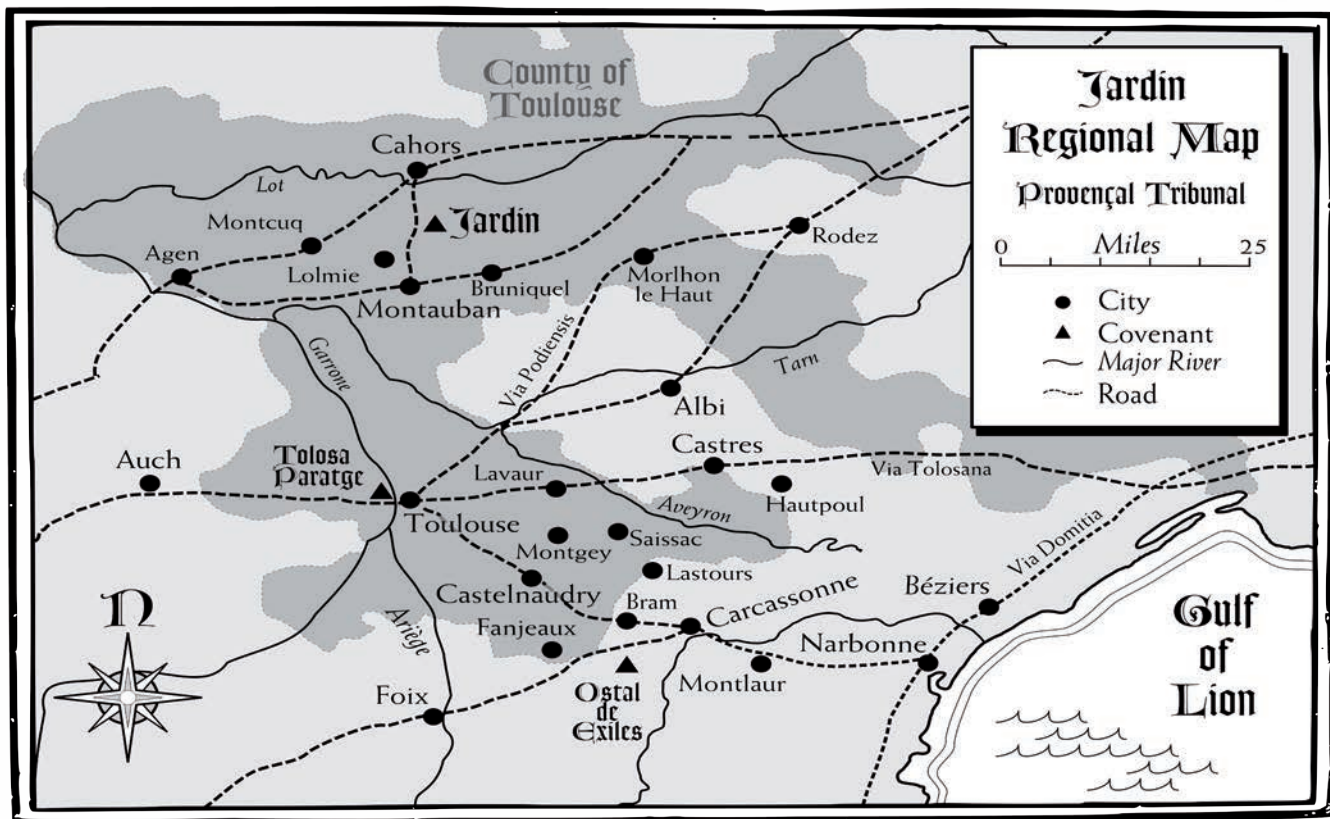 County of
Toulouse
Jardin
Regional Map
Provençal Tribunal
0 Miles 25
City
Covenant
Major River
Road
Cahors
Lot
Montcuq
Jardin
Agen
Lolmie
Montauban
Bruniquel
Morlhon
le Haut
Rodez
Garrone
Via Podiensis
Tarn
Albi
Auch
Tolosa
Paratge
Toulouse
Lavaur
Castres
Via Tolosana
Hautpoul
Aveyron
Montgey
Saissac
Lastours
Castelnaudry
Bram
Carcassonne
Fanjeaux
Béziers
Via Domitia
Narbonne
Montlaur
Ariège
Foix
Ostal
de
Exiles
Gulf
of
Lion
N